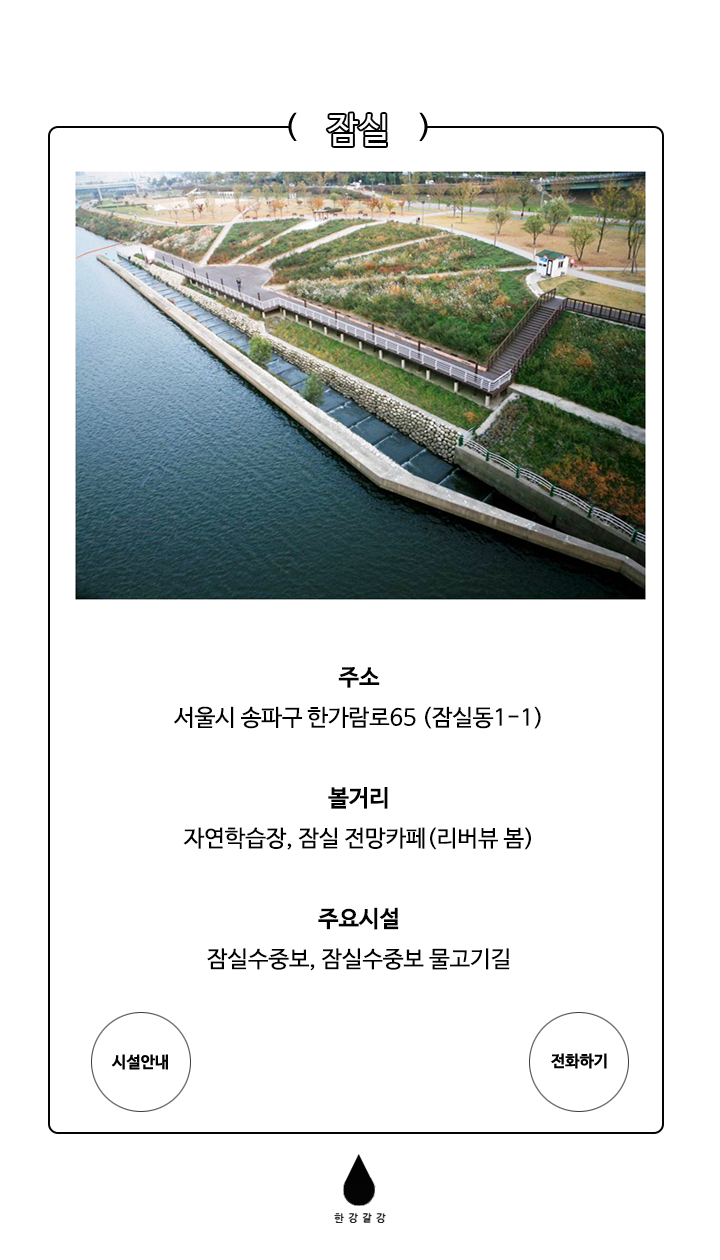 ( 잠실 )
주소
서울시 송파구 한가람로65 (잠실동1-1)
볼거리
자연학습장, 잠실 전망카페(리버뷰 봄)
주요시설
잠실수중보, 잠실수중보 물고기길
시설안내
전화하기
한강갈강